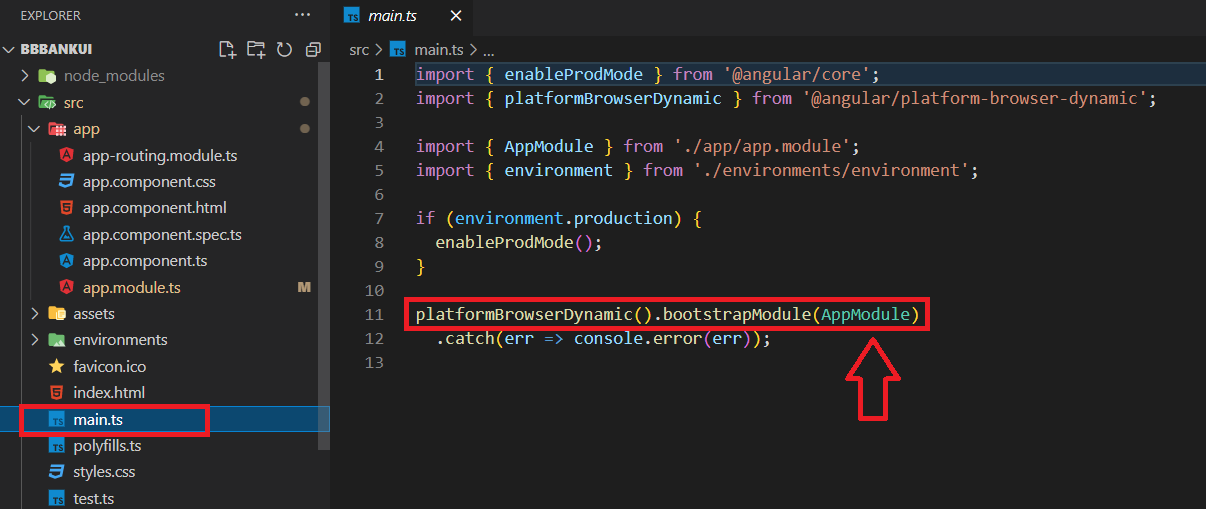 EXPLORER
BBBANKUI
node_modules
src
app
app-routing.module.ts
app.component.css
app.component.html
app.component.spec.ts
app.component.ts
app.module.ts M
assets
environments
favicon.ico
index.html
TS main.ts
TS polyfills.ts
styles.css
TS test.ts
TS main.ts
src > TS main.ts > ...
1 import { enableProdMode } from '@angular/core';
2 import { platformBrowserDynamic } from '@angular/platform-browser-dynamic';
3
4 import { AppModule } from './app/app.module';
5 import { environment } from './environments/environment';
6
7 if (environment.production) {
8 enableProdMode();
9 }
10
11 platformBrowserDynamic().bootstrapModule(AppModule)
12 .catch(err => console.error(err));
13